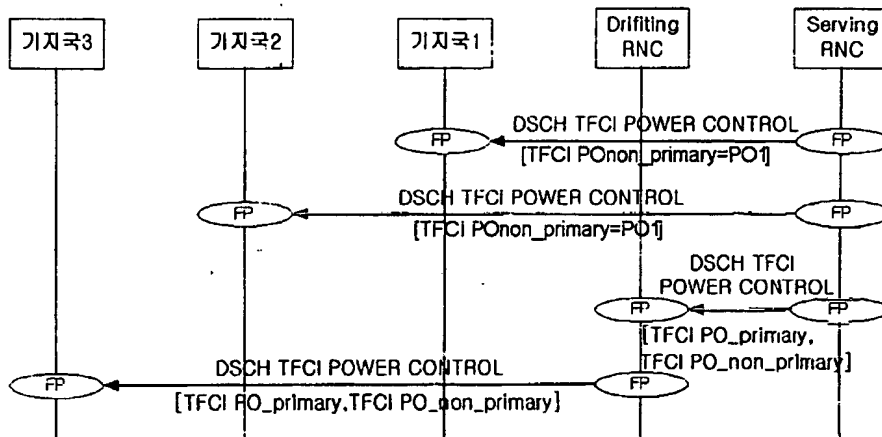 기지국3
기지국2
기지국1
Drifiting
RNC
Serving
RNC
DSCH TFCI POWER CONTROL
FP
FP
[TFCI POnon_primary=PO1]
DSCH TFCI POWER CONTROL
FP
FP
[TFCI POnon_primary=PO1]
DSCH TFCI
POWER CONTROL
FP
FP
[TFCI PO_primary,
TFCI PO_non_primary]
DSCH TFCI POWER CONTROL
FP
FP
[TFCI PO_primary,TFCI PO_non_primary]